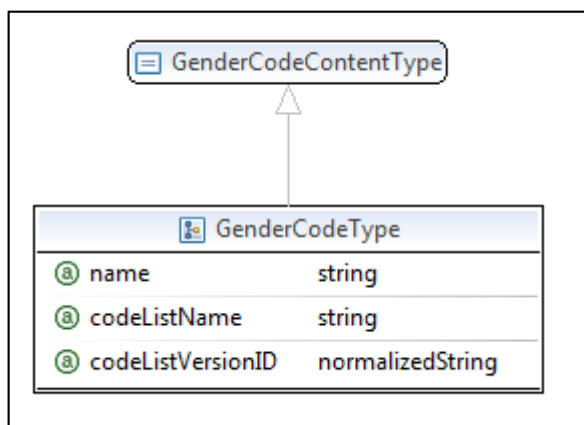 GenderCodeContentType
GenderCodeType
a name string
a codeListName string
a codeListVersionID normalizedString